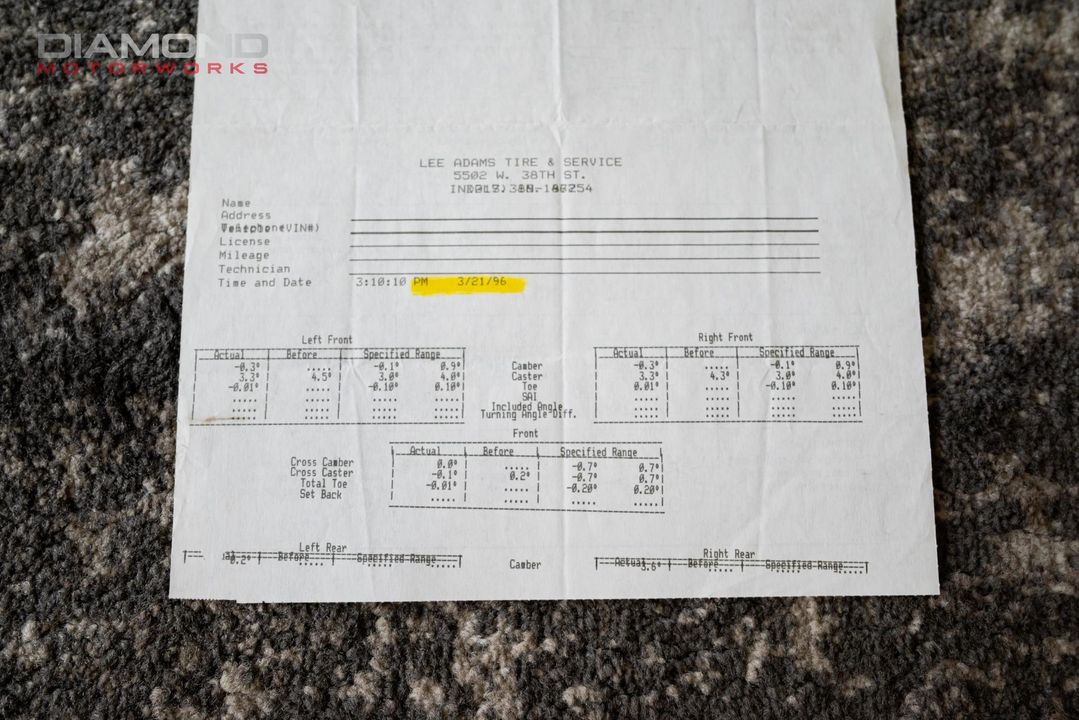 DIAMOND
MOTORWORKS
LEE ADAMS TIRE & SERVICE
5502 W. 38TH ST.
Name
Address
License
Mileage
Technician
Time and Date 3:10:10 PM 3/21/96
Left Front Right Front
Actual Before Specified Range Actual Before Specified Range
-0.3° ..... -0.1° 0.9° Camber -0.3° ..... -0.1° 0.9°
3.3° 4.5° 3.0° 4.0° Caster 3.3° 4.3° 3.0° 4.0°
-0.01° ..... -0.10° 0.10° Toe 0.01° ..... -0.10° 0.10°
..... ..... ..... ..... SAI ..... ..... ..... .....
..... ..... ..... ..... Included Angle ..... ..... ..... .....
Turning Angle Diff.
Front
Actual Before Specified Range
Cross Camber 0.0° ..... -0.7° 0.7°
Cross Caster -0.1° 0.2° -0.7° 0.7°
Total Toe -0.01° ..... -0.20° 0.20°
Set Back ..... ..... ..... .....
Left Rear Right Rear
Before Specified Range Camber Actual Before Specified Range